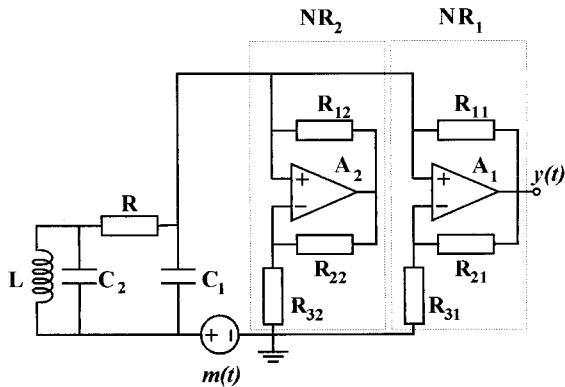 NR₂ NR₁
R₁₂ R₁₁
A₂ A₁
+ +
y(t)
− −
R
R₂₂ R₂₁
L C₂ C₁
R₃₂ R₃₁
+ −
m(t)